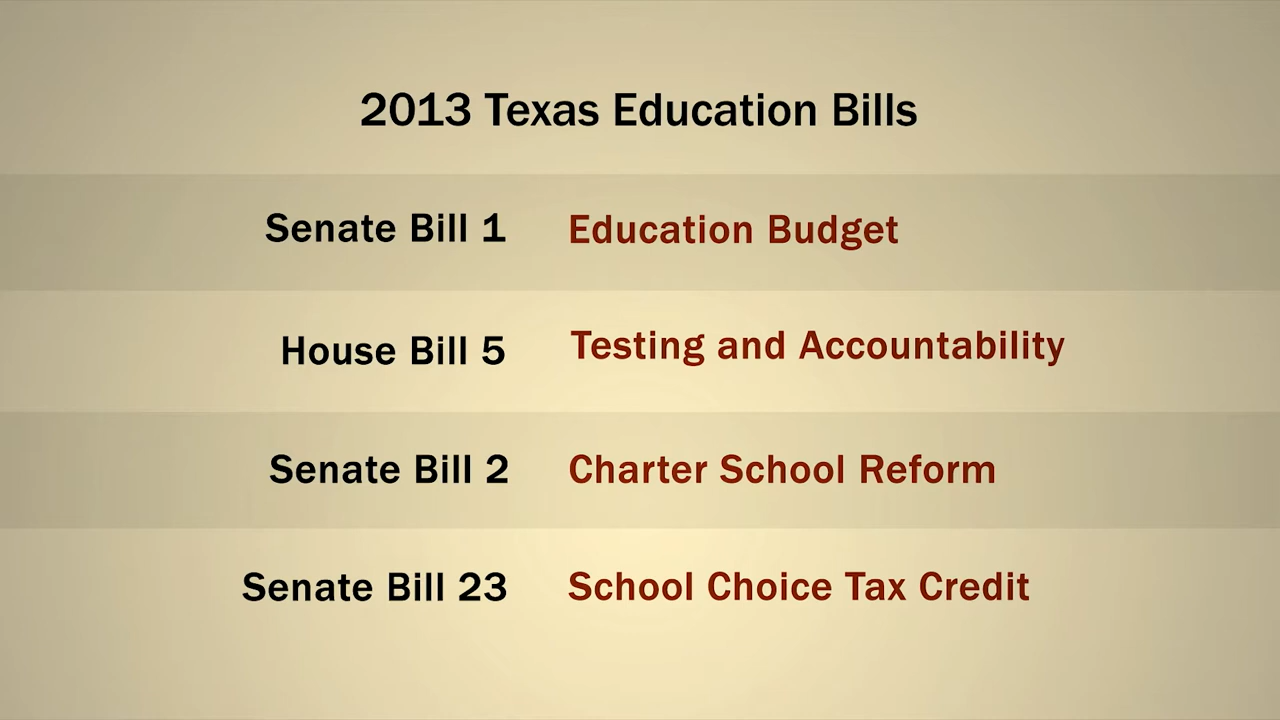 2013 Texas Education Bills
Senate Bill 1 Education Budget
House Bill 5 Testing and Accountability
Senate Bill 2 Charter School Reform
Senate Bill 23 School Choice Tax Credit